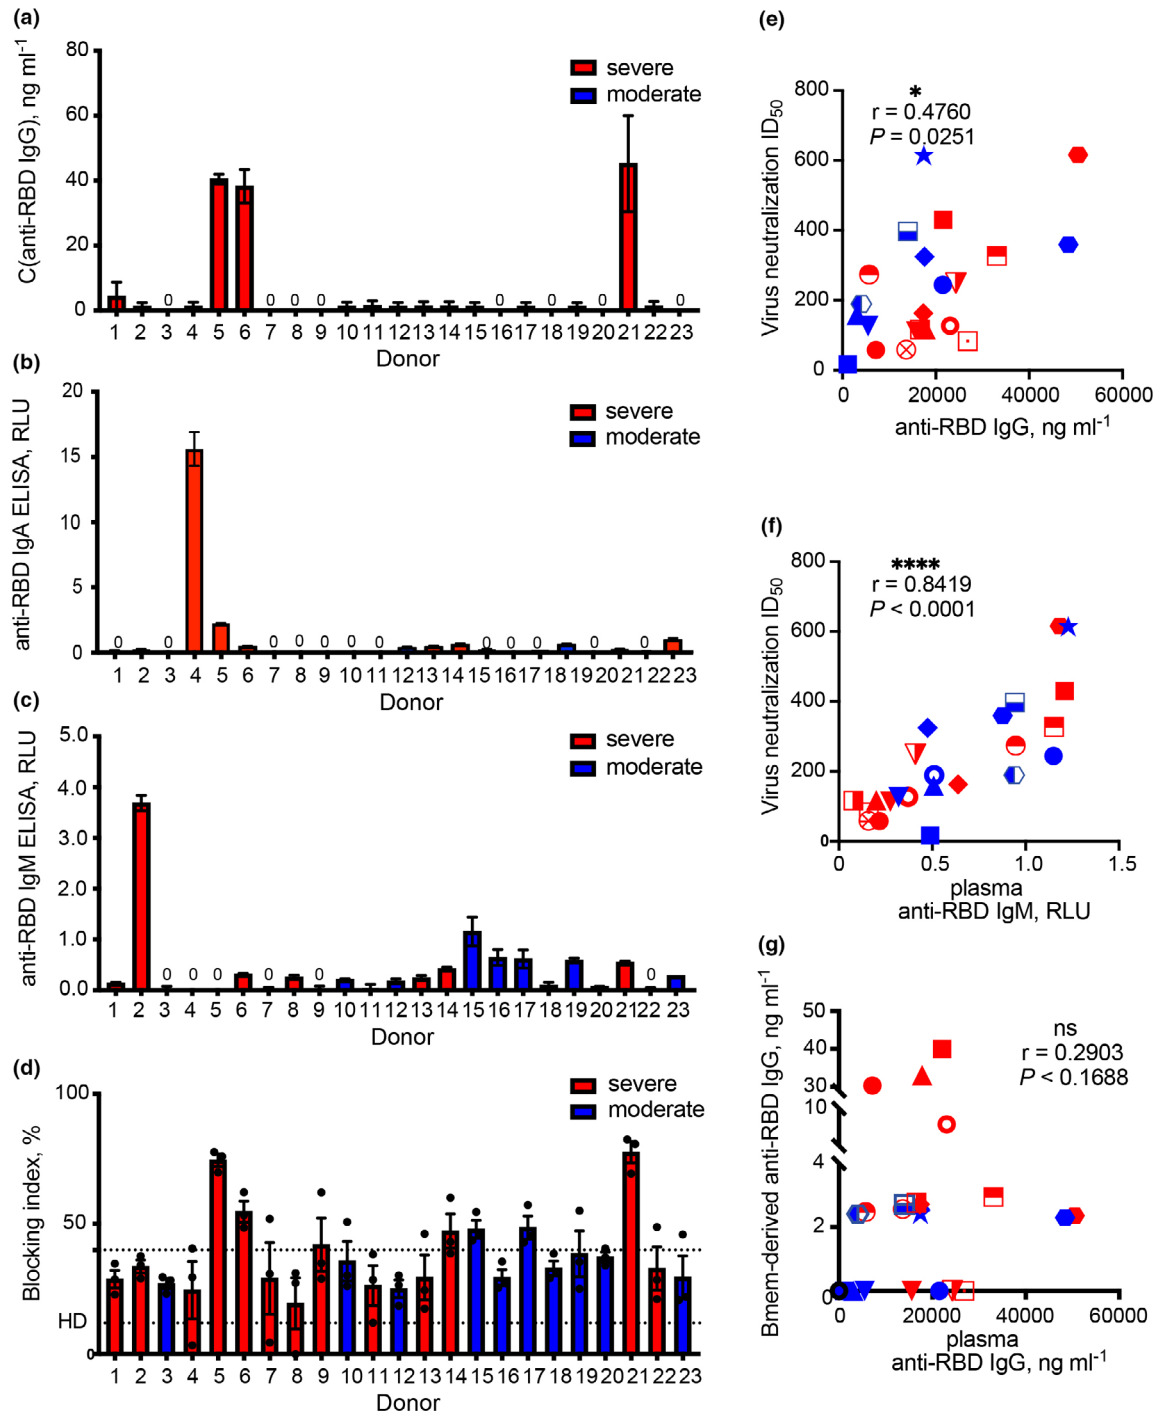 (a)
C(anti-RBD IgG), ng ml⁻¹
80
60
40
20
0
severe
moderate
0 0 0 0 0 0 0 0
1 2 3 4 5 6 7 8 9 10 11 12 13 14 15 16 17 18 19 20 21 22 23
Donor
(b)
anti-RBD IgA ELISA, RLU
20
15
10
5
0
severe
moderate
0 0 0 0 0 0 0 0 0 0 0 0 0
1 2 3 4 5 6 7 8 9 10 11 12 13 14 15 16 17 18 19 20 21 22 23
Donor
(c)
anti-RBD IgM ELISA, RLU
5.0
4.0
3.0
2.0
1.0
0.0
severe
moderate
0 0 0 0 0 0
1 2 3 4 5 6 7 8 9 10 11 12 13 14 15 16 17 18 19 20 21 22 23
Donor
(d)
Blocking index, %
100
50
HD
0
severe
moderate
1 2 3 4 5 6 7 8 9 10 11 12 13 14 15 16 17 18 19 20 21 22 23
Donor
(e)
Virus neutralization ID₅₀
800
600
400
200
0
*
r = 0.4760
P = 0.0251
0 20000 40000 60000
anti-RBD IgG, ng ml⁻¹
(f)
Virus neutralization ID₅₀
800
600
400
200
0
****
r = 0.8419
P < 0.0001
0 0.5 1.0 1.5
plasma
anti-RBD IgM, RLU
(g)
Bmem-derived anti-RBD IgG, ng ml⁻¹
50
40
30
10
4
2
0
ns
r = 0.2903
P < 0.1688
0 20000 40000 60000
plasma
anti-RBD IgG, ng ml⁻¹